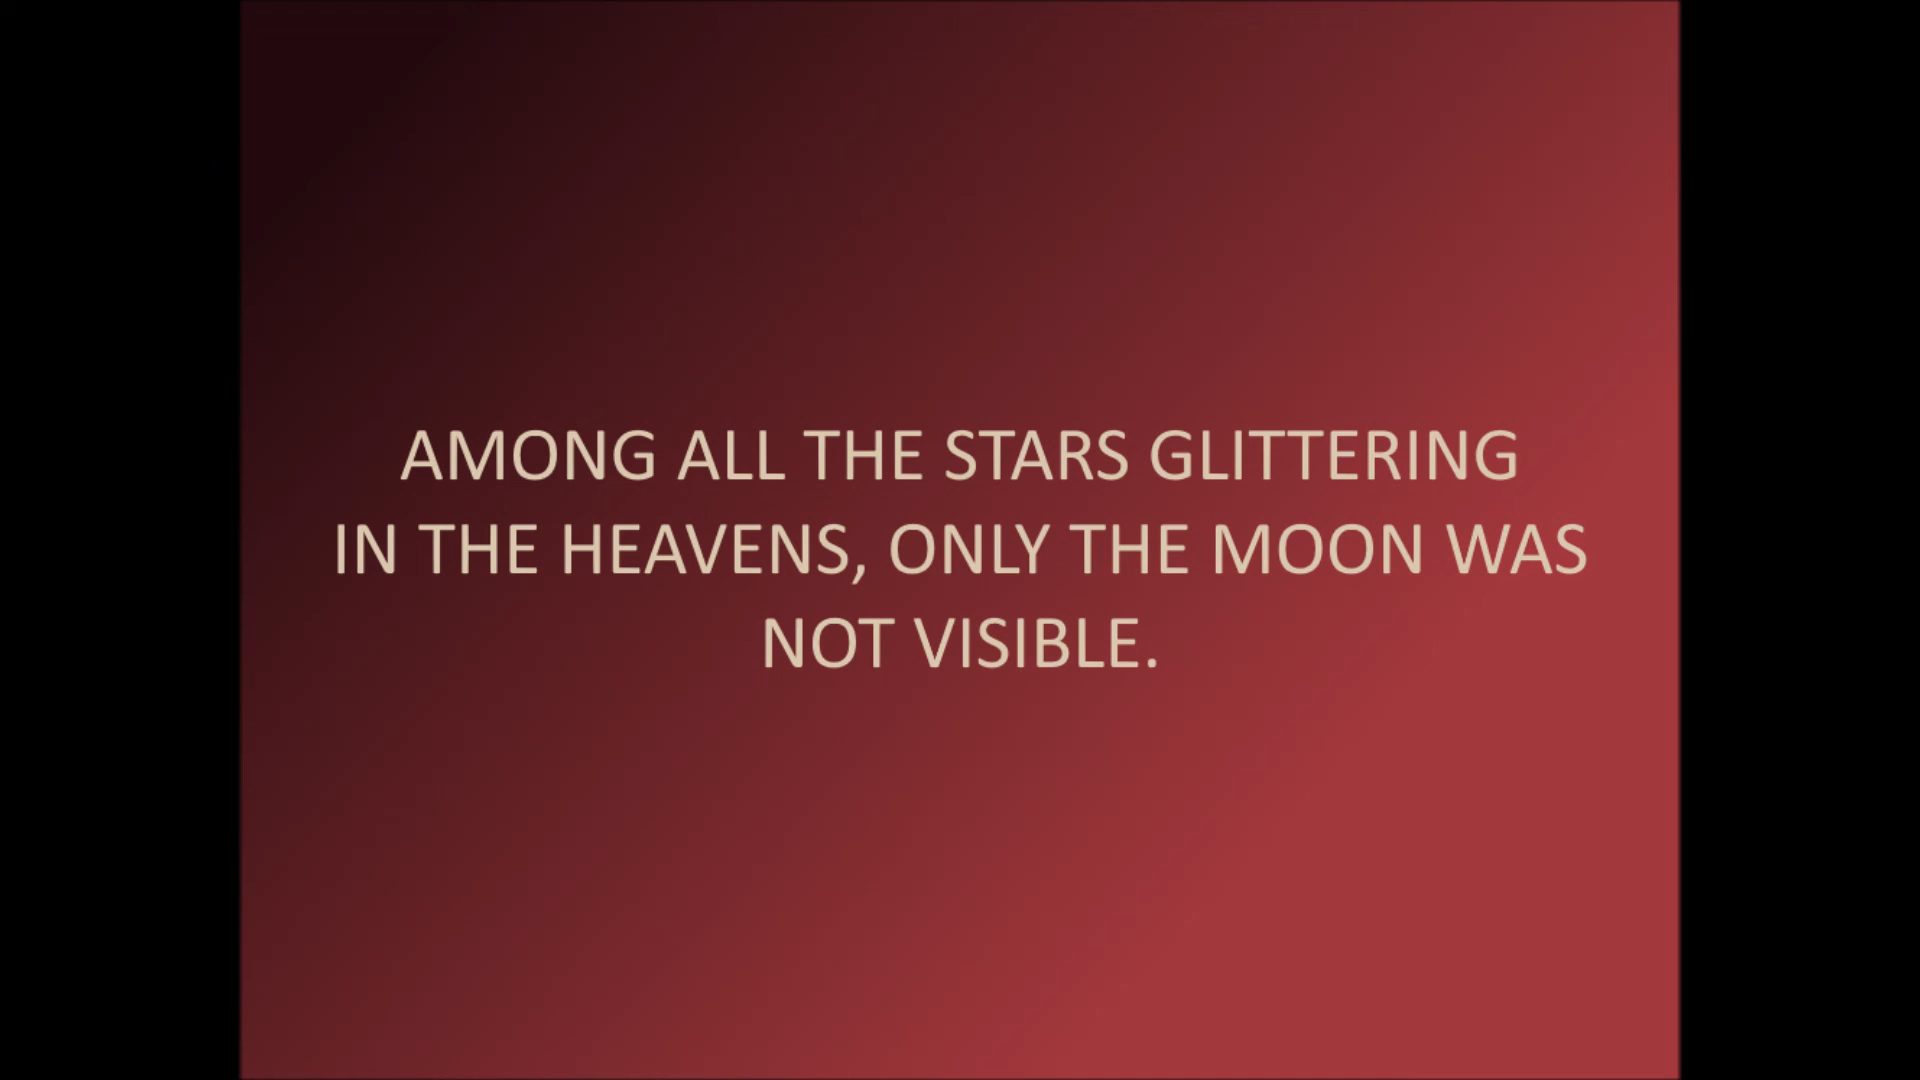 AMONG ALL THE STARS GLITTERING
IN THE HEAVENS, ONLY THE MOON WAS
NOT VISIBLE.